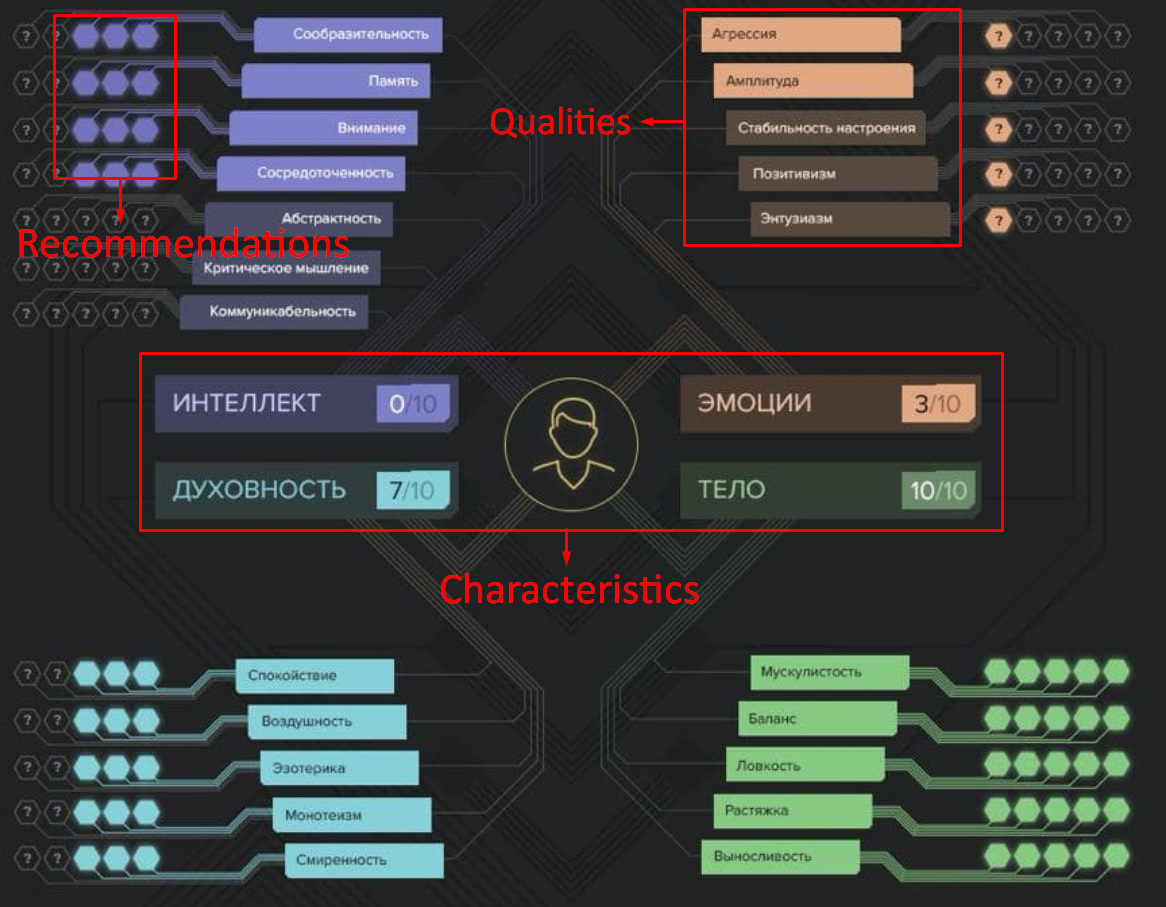 Сообразительность
Память
Внимание
Сосредоточенность
Абстрактность
Критическое мышление
Коммуникабельность
Recommendations
? ?
? ?
? ?
? ?
? ? ? ? ?
? ? ? ? ?
? ? ? ? ?
Qualities
Агрессия
? ? ? ? ?
Амплитуда
? ? ? ? ?
Стабильность настроения
? ? ? ? ?
Позитивизм
? ? ? ? ?
Энтузиазм
? ? ? ? ?
ИНТЕЛЛЕКТ 0/10
ЭМОЦИИ 3/10
ДУХОВНОСТЬ 7/10
ТЕЛО 10/10
Characteristics
? ? Спокойствие
? ? Воздушность
? ? Эзотерика
? ? Монотеизм
? ? Смиренность
Мускулистость
Баланс
Ловкость
Растяжка
Выносливость